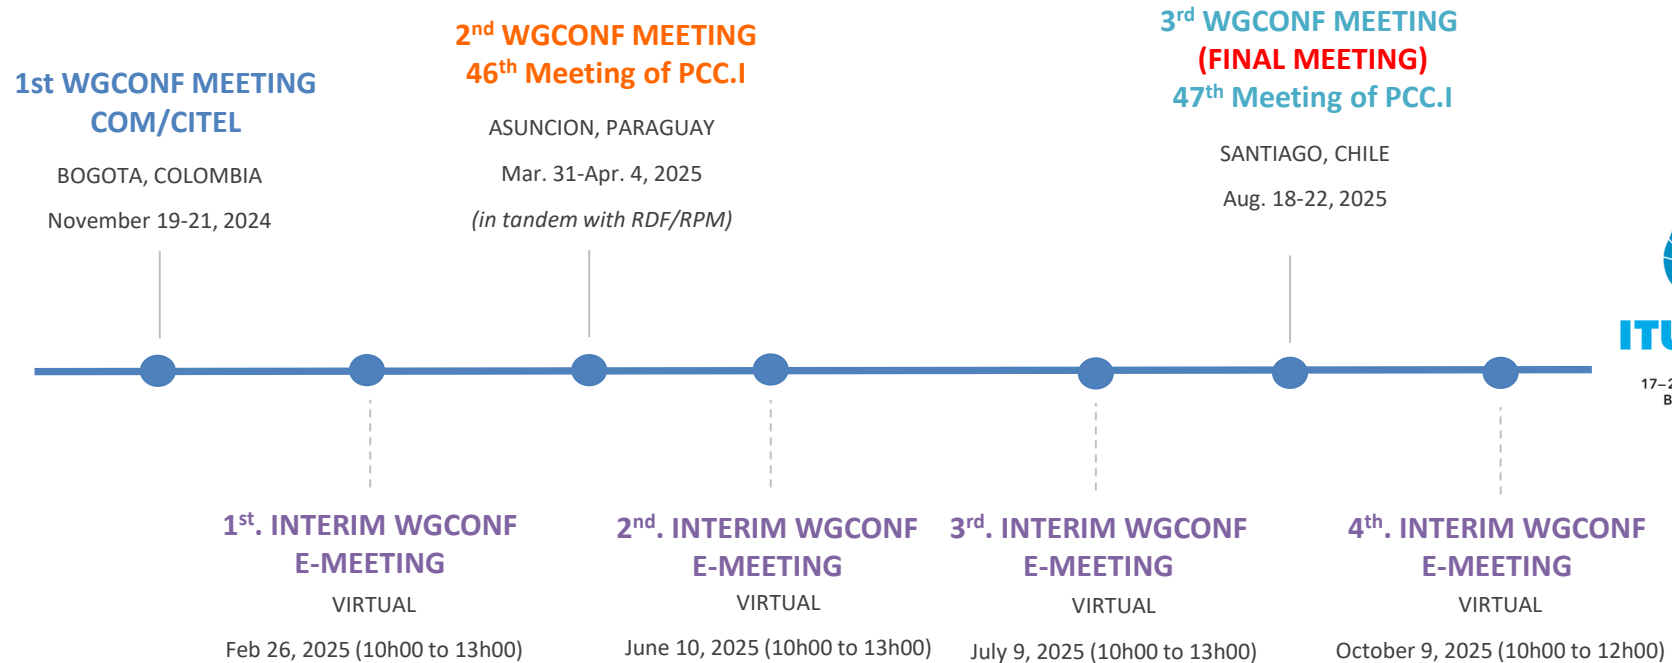 1st WGCONF MEETING
COM/CITEL
BOGOTA, COLOMBIA
November 19-21, 2024
2nd WGCONF MEETING
46th Meeting of PCC.I
ASUNCION, PARAGUAY
Mar. 31-Apr. 4, 2025
(in tandem with RDF/RPM)
3rd WGCONF MEETING
(FINAL MEETING)
47th Meeting of PCC.I
SANTIAGO, CHILE
Aug. 18-22, 2025
1st. INTERIM WGCONF
E-MEETING
VIRTUAL
Feb 26, 2025 (10h00 to 13h00)
2nd. INTERIM WGCONF
E-MEETING
VIRTUAL
June 10, 2025 (10h00 to 13h00)
3rd. INTERIM WGCONF
E-MEETING
VIRTUAL
July 9, 2025 (10h00 to 13h00)
4th. INTERIM WGCONF
E-MEETING
VIRTUAL
October 9, 2025 (10h00 to 12h00)